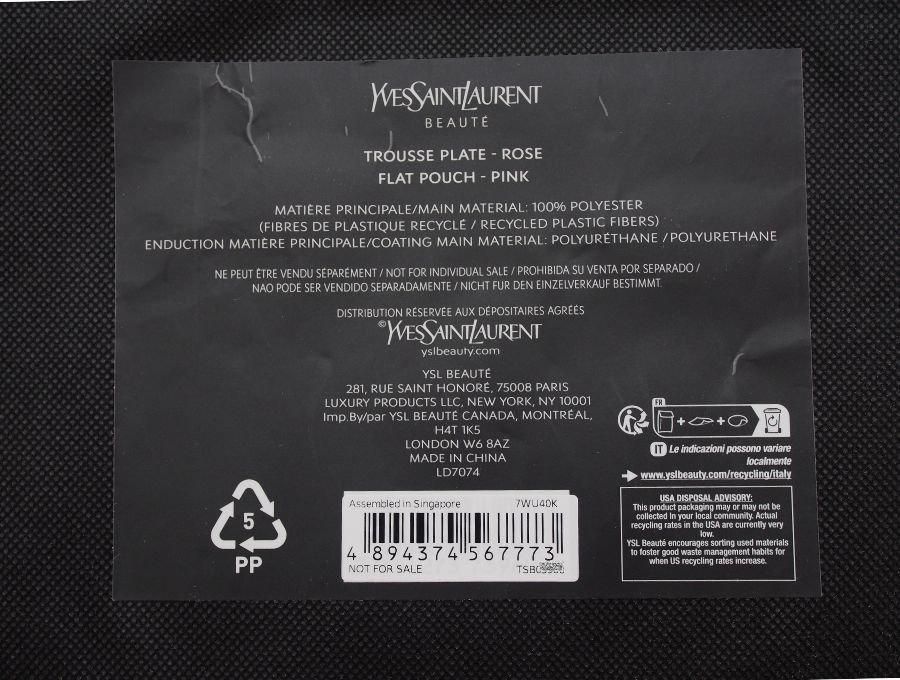 YVESSAINTLAURENT
BEAUTÉ
TROUSSE PLATE - ROSE
FLAT POUCH - PINK
MATIÈRE PRINCIPALE/MAIN MATERIAL: 100% POLYESTER
(FIBRES DE PLASTIQUE RECYCLÉ / RECYCLED PLASTIC FIBERS)
ENDUCTION MATIÈRE PRINCIPALE/COATING MAIN MATERIAL: POLYURÉTHANE / POLYURETHANE
NE PEUT ÊTRE VENDU SÉPARÉMENT / NOT FOR INDIVIDUAL SALE / PROHIBIDA SU VENTA POR SEPARADO /
NAO PODE SER VENDIDO SEPARADAMENTE / NICHT FUR DEN EINZELVERKAUF BESTIMMT.
DISTRIBUTION RÉSERVÉE AUX DÉPOSITAIRES AGRÉÉS
©YVESSAINTLAURENT
yslbeauty.com
YSL BEAUTÉ
281, RUE SAINT HONORÉ, 75008 PARIS
LUXURY PRODUCTS LLC, NEW YORK, NY 10001
Imp.By/par YSL BEAUTÉ CANADA, MONTRÉAL,
H4T 1K5
LONDON W6 8AZ
MADE IN CHINA
LD7074
FR
IT Le indicazioni possono variare
localmente
www.yslbeauty.com/recycling/italy
USA DISPOSAL ADVISORY:
This product packaging may or may not be
collected in your local community. Actual
recycling rates in the USA are currently very
low.
YSL Beauté encourages sorting used materials
to foster good waste management habits for
when US recycling rates increase.
5
PP
Assembled in Singapore 7WU40K
4 894374 567773
NOT FOR SALE